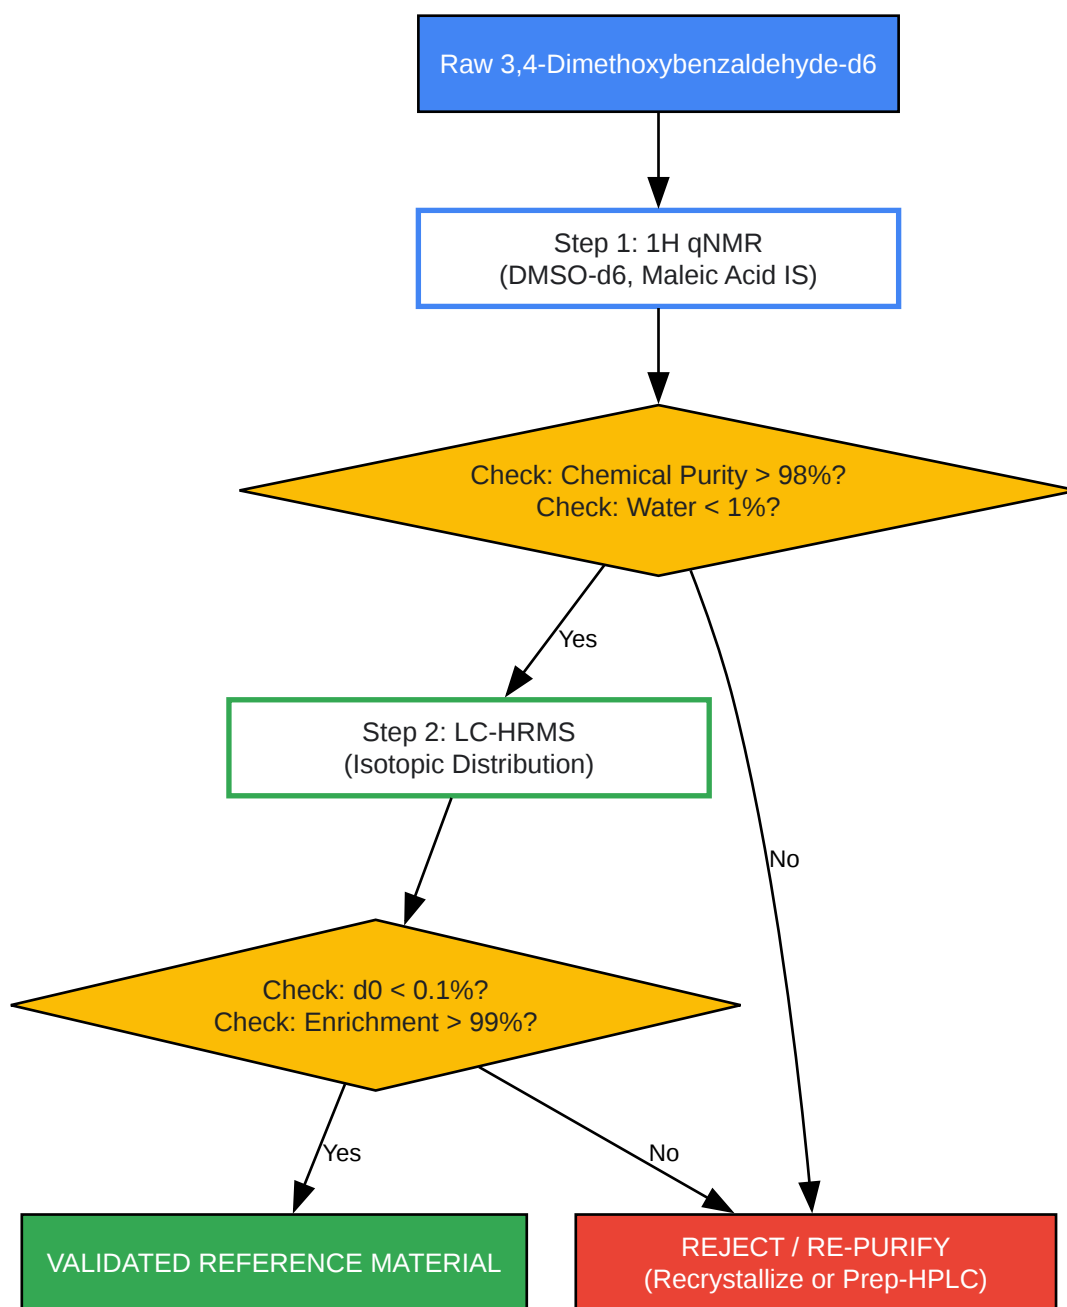 Raw 3,4-Dimethoxybenzaldehyde-d6
Step 1: 1H qNMR
(DMSO-d6, Maleic Acid IS)
Check: Chemical Purity > 98%?
Check: Water < 1%?
Yes
Step 2: LC-HRMS
(Isotopic Distribution)
No
Check: d0 < 0.1%?
Check: Enrichment > 99%?
Yes
No
VALIDATED REFERENCE MATERIAL
REJECT / RE-PURIFY
(Recrystallize or Prep-HPLC)